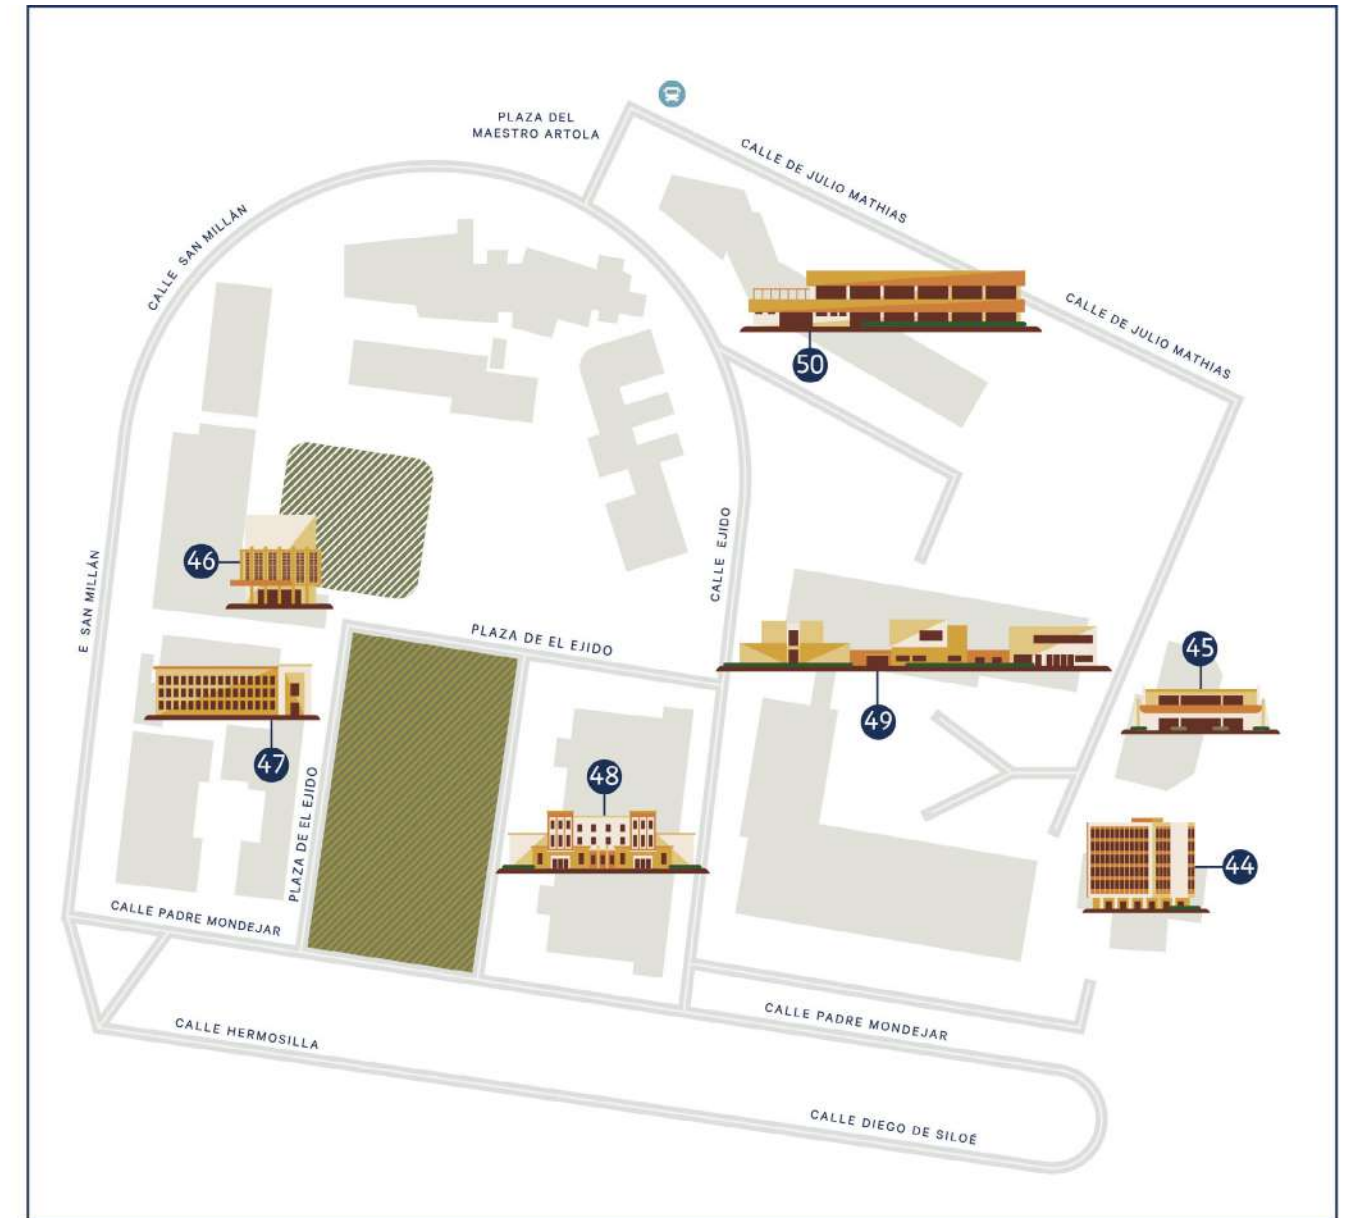 PLAZA DEL
MAESTRO ARTOLA
CALLE DE JULIO MATHIAS
CALLE SAN MILLÁN
CALLE DE JULIO MATHIAS
50
46
CALLE EJIDO
E SAN MILLÁN
PLAZA DE EL EJIDO
45
49
47
48
PLAZA DE EL EJIDO
44
CALLE PADRE MONDEJAR
CALLE PADRE MONDEJAR
CALLE HERMOSILLA
CALLE DIEGO DE SILOÉ